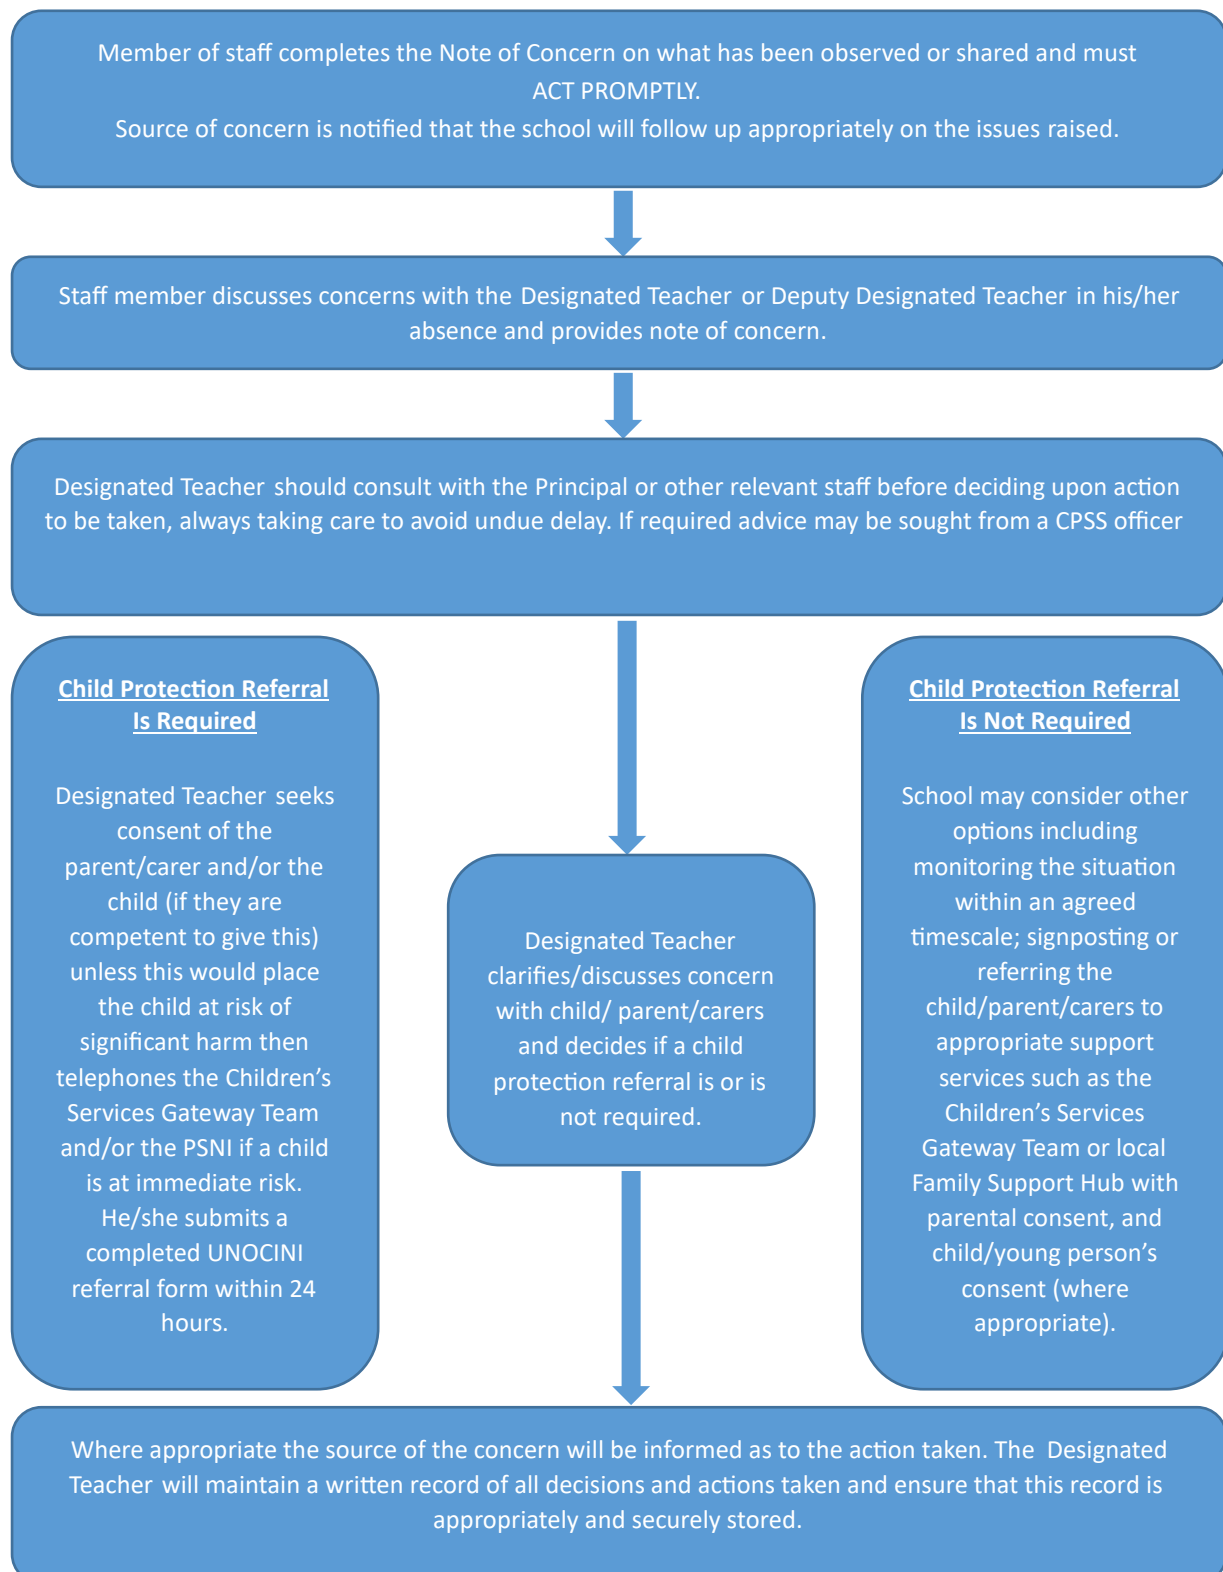 Member of staff completes the Note of Concern on what has been observed or shared and must
ACT PROMPTLY.
Source of concern is notified that the school will follow up appropriately on the issues raised.
Staff member discusses concerns with the Designated Teacher or Deputy Designated Teacher in his/her
absence and provides note of concern.
Designated Teacher should consult with the Principal or other relevant staff before deciding upon action
to be taken, always taking care to avoid undue delay. If required advice may be sought from a CPSS officer
Child Protection Referral
Is Required
Designated Teacher seeks
consent of the
parent/carer and/or the
child (if they are
competent to give this)
unless this would place
the child at risk of
significant harm then
telephones the Children’s
Services Gateway Team
and/or the PSNI if a child
is at immediate risk.
He/she submits a
completed UNOCINI
referral form within 24
hours.
Designated Teacher
clarifies/discusses concern
with child/ parent/carers
and decides if a child
protection referral is or is
not required.
Child Protection Referral
Is Not Required
School may consider other
options including
monitoring the situation
within an agreed
timescale; signposting or
referring the
child/parent/carers to
appropriate support
services such as the
Children’s Services
Gateway Team or local
Family Support Hub with
parental consent, and
child/young person’s
consent (where
appropriate).
Where appropriate the source of the concern will be informed as to the action taken. The Designated
Teacher will maintain a written record of all decisions and actions taken and ensure that this record is
appropriately and securely stored.